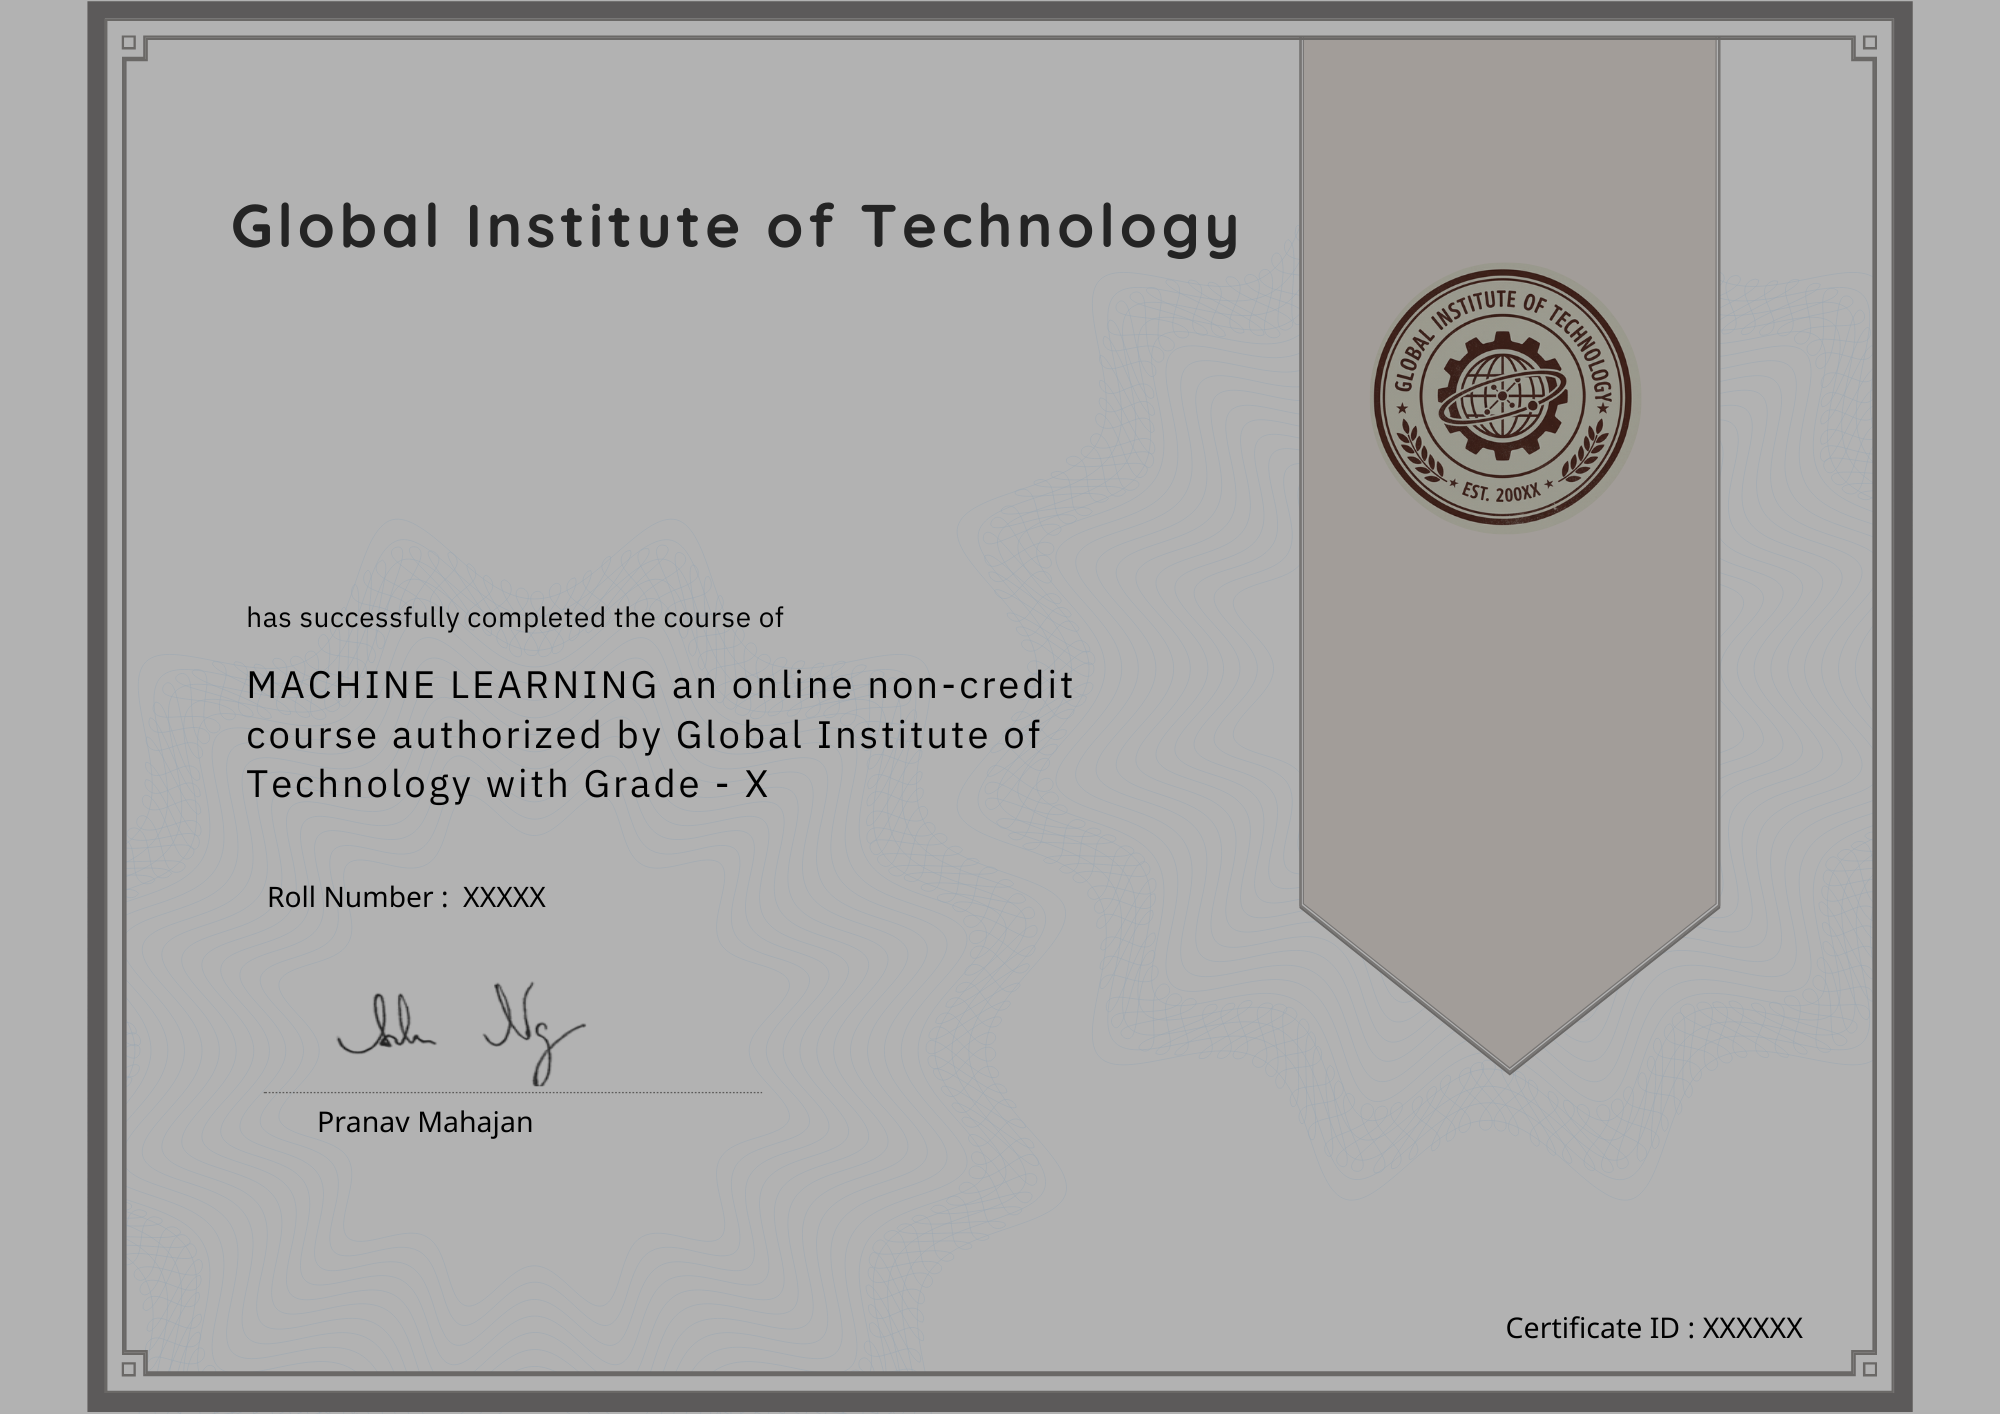 Global Institute of Technology
GLOBAL INSTITUTE OF TECHNOLOGY
EST. 200XX
has successfully completed the course of
MACHINE LEARNING an online non-credit
course authorized by Global Institute of
Technology with Grade - X
Roll Number : XXXXX
Pranav Mahajan
Certificate ID : XXXXXX